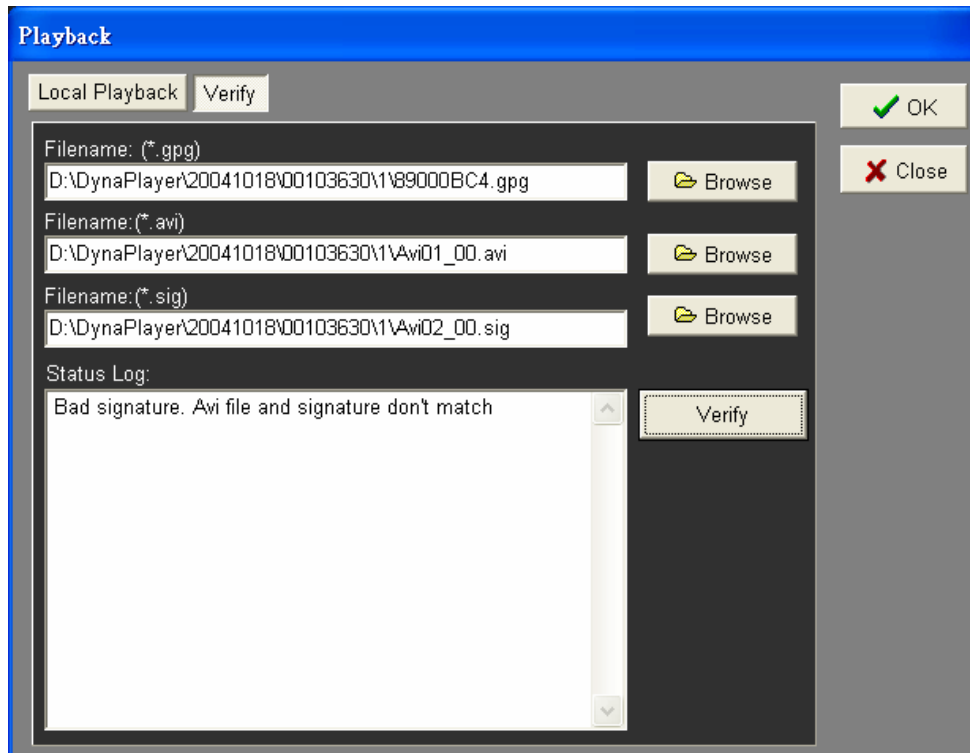 Playback
Local Playback Verify
OK
Close
Filename: (*.gpg)
D:\DynaPlayer\20041018\00103630\1\89000BC4.gpg
Browse
Filename:(*.avi)
D:\DynaPlayer\20041018\00103630\1\Avi01_00.avi
Browse
Filename:(*.sig)
D:\DynaPlayer\20041018\00103630\1\Avi02_00.sig
Browse
Status Log:
Bad signature. Avi file and signature don't match
Verify